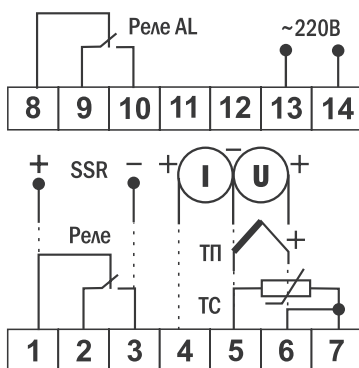 Реле AL
~220В
8 9 10 11 12 13 14
+ SSR − + − +
I U
Реле
ТП +
ТС
1 2 3 4 5 6 7